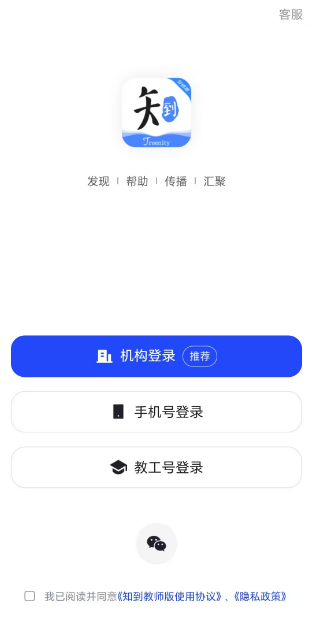 客服
知到
Treenity
发现 | 帮助 | 传播 | 汇聚
机构登录 推荐
手机号登录
教工号登录
我已阅读并同意《知到教师版使用协议》、《隐私政策》